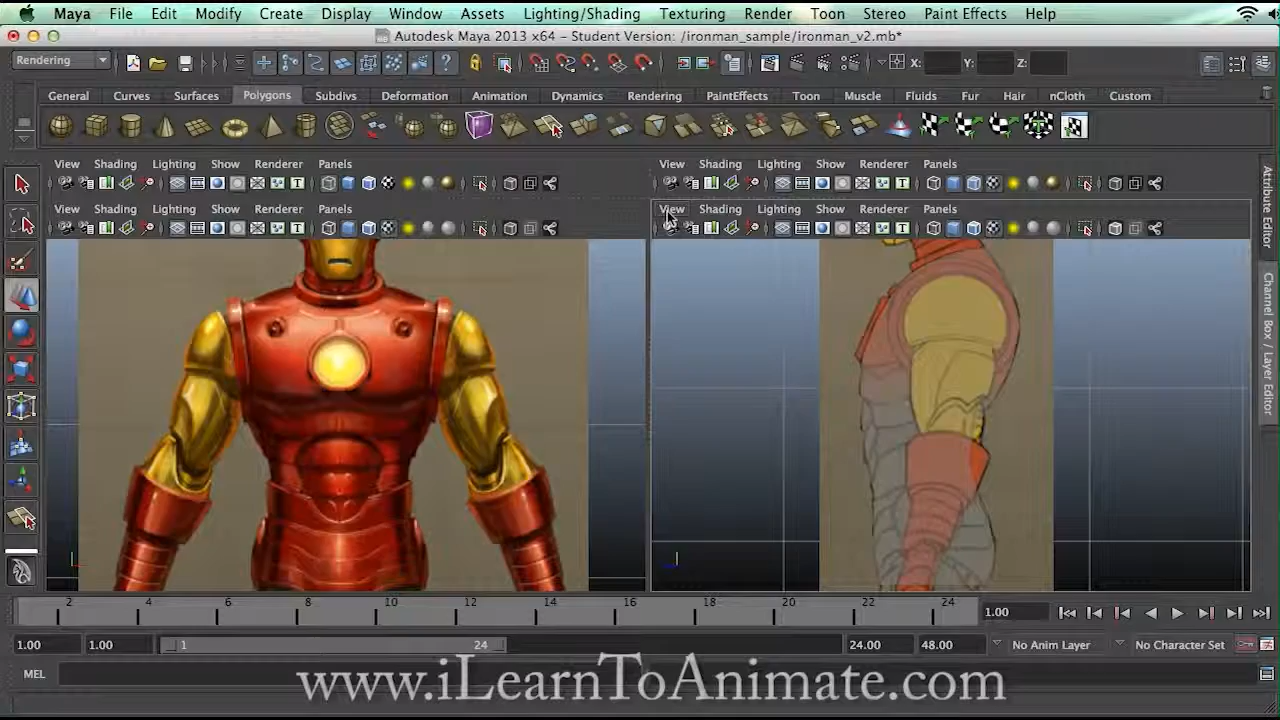 Maya File Edit Modify Create Display Window Assets Lighting/Shading Texturing Render Toon Stereo Paint Effects Help
Autodesk Maya 2013 x64 – Student Version: /ironman_sample/ironman_v2.mb*
Rendering X: Y: Z:
General Curves Surfaces Polygons Subdivs Deformation Animation Dynamics Rendering PaintEffects Toon Muscle Fluids Fur Hair nCloth Custom
View Shading Lighting Show Renderer Panels View Shading Lighting Show Renderer Panels
View Shading Lighting Show Renderer Panels View Shading Lighting Show Renderer Panels
Attribute Editor
Channel Box / Layer Editor
2 4 6 8 10 12 14 16 18 20 22 24 1.00
1.00 1.00 1 24 24.00 48.00 No Anim Layer No Character Set
MEL
www.iLearnToAnimate.com